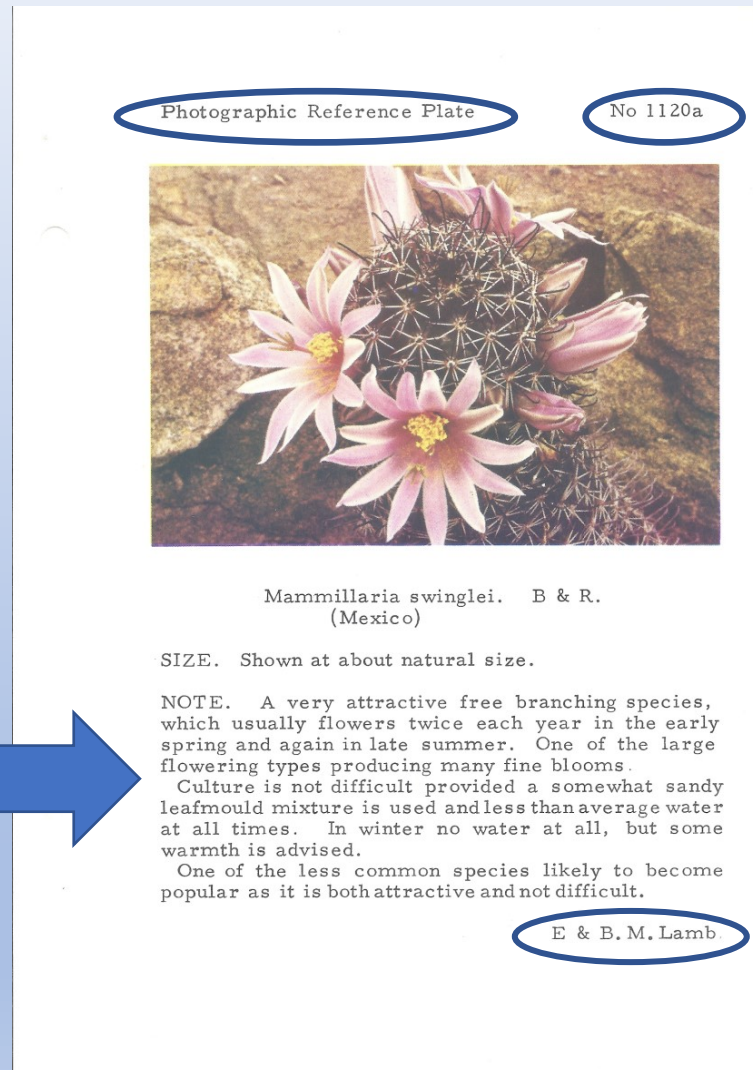 Photographic Reference Plate No 1120a
Mammillaria swinglei. B & R.
(Mexico)
SIZE. Shown at about natural size.
NOTE. A very attractive free branching species,
which usually flowers twice each year in the early
spring and again in late summer. One of the large
flowering types producing many fine blooms.
Culture is not difficult provided a somewhat sandy
leafmould mixture is used and less than average water
at all times. In winter no water at all, but some
warmth is advised.
One of the less common species likely to become
popular as it is both attractive and not difficult.
E & B. M. Lamb.